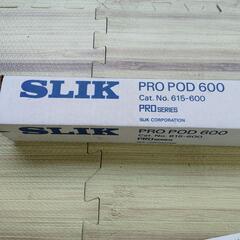 SLIK
PRO POD 600
Cat. No. 615-600
PRO SERIES
SLIK CORPORATION
SLIK
PRO POD 600
Cat. No. 615-600
PRO SERIES